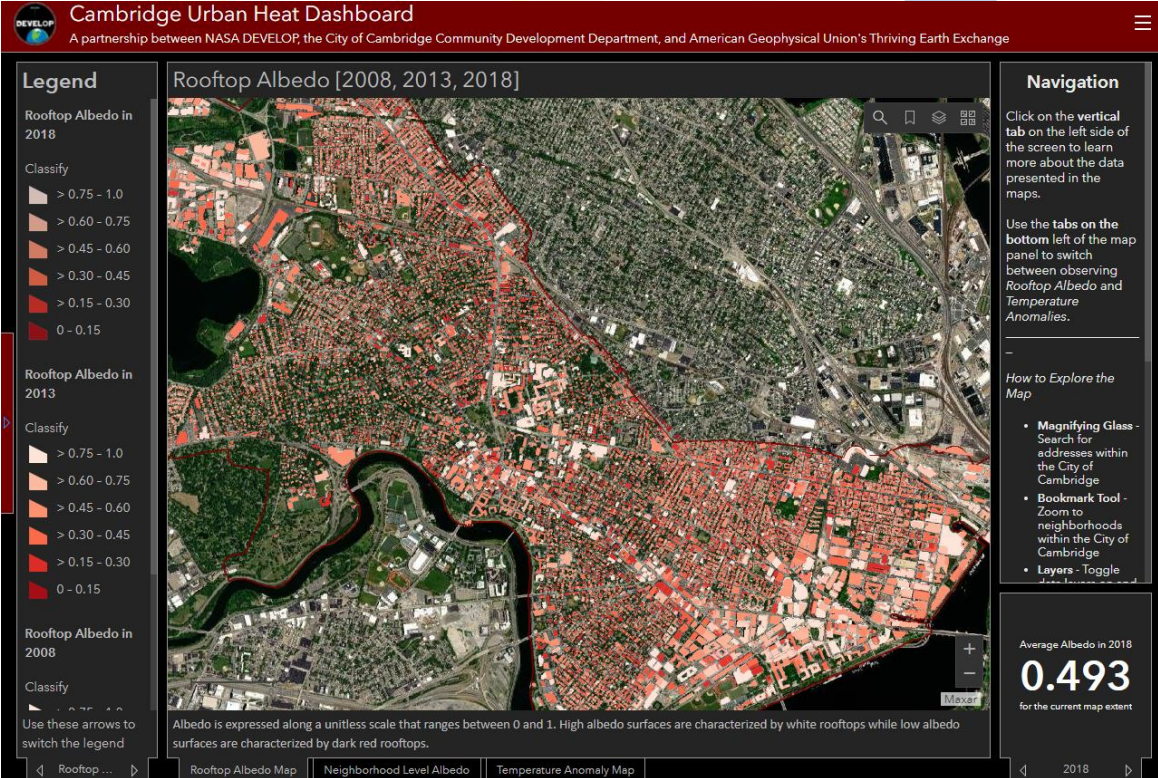 DEVELOP
Cambridge Urban Heat Dashboard
A partnership between NASA DEVELOP, the City of Cambridge Community Development Department, and American Geophysical Union's Thriving Earth Exchange
Legend
Rooftop Albedo in
2018
Classify
> 0.75 - 1.0
> 0.60 - 0.75
> 0.45 - 0.60
> 0.30 - 0.45
> 0.15 - 0.30
0 - 0.15
Rooftop Albedo in
2013
Classify
> 0.75 - 1.0
> 0.60 - 0.75
> 0.45 - 0.60
> 0.30 - 0.45
> 0.15 - 0.30
0 - 0.15
Rooftop Albedo in
2008
Classify
Use these arrows to
switch the legend
Rooftop ...
Rooftop Albedo [2008, 2013, 2018]
Maxar
Albedo is expressed along a unitless scale that ranges between 0 and 1. High albedo surfaces are characterized by white rooftops while low albedo
surfaces are characterized by dark red rooftops.
Rooftop Albedo Map
Neighborhood Level Albedo
Temperature Anomaly Map
Navigation
Click on the vertical
tab on the left side of
the screen to learn
more about the data
presented in the
maps.
Use the tabs on the
bottom left of the map
panel to switch
between observing
Rooftop Albedo and
Temperature
Anomalies.
_
How to Explore the
Map
• Magnifying Glass -
Search for
addresses within
the City of
Cambridge
• Bookmark Tool -
Zoom to
neighborhoods
within the City of
Cambridge
• Layers - Toggle
Average Albedo in 2018
0.493
for the current map extent
2018